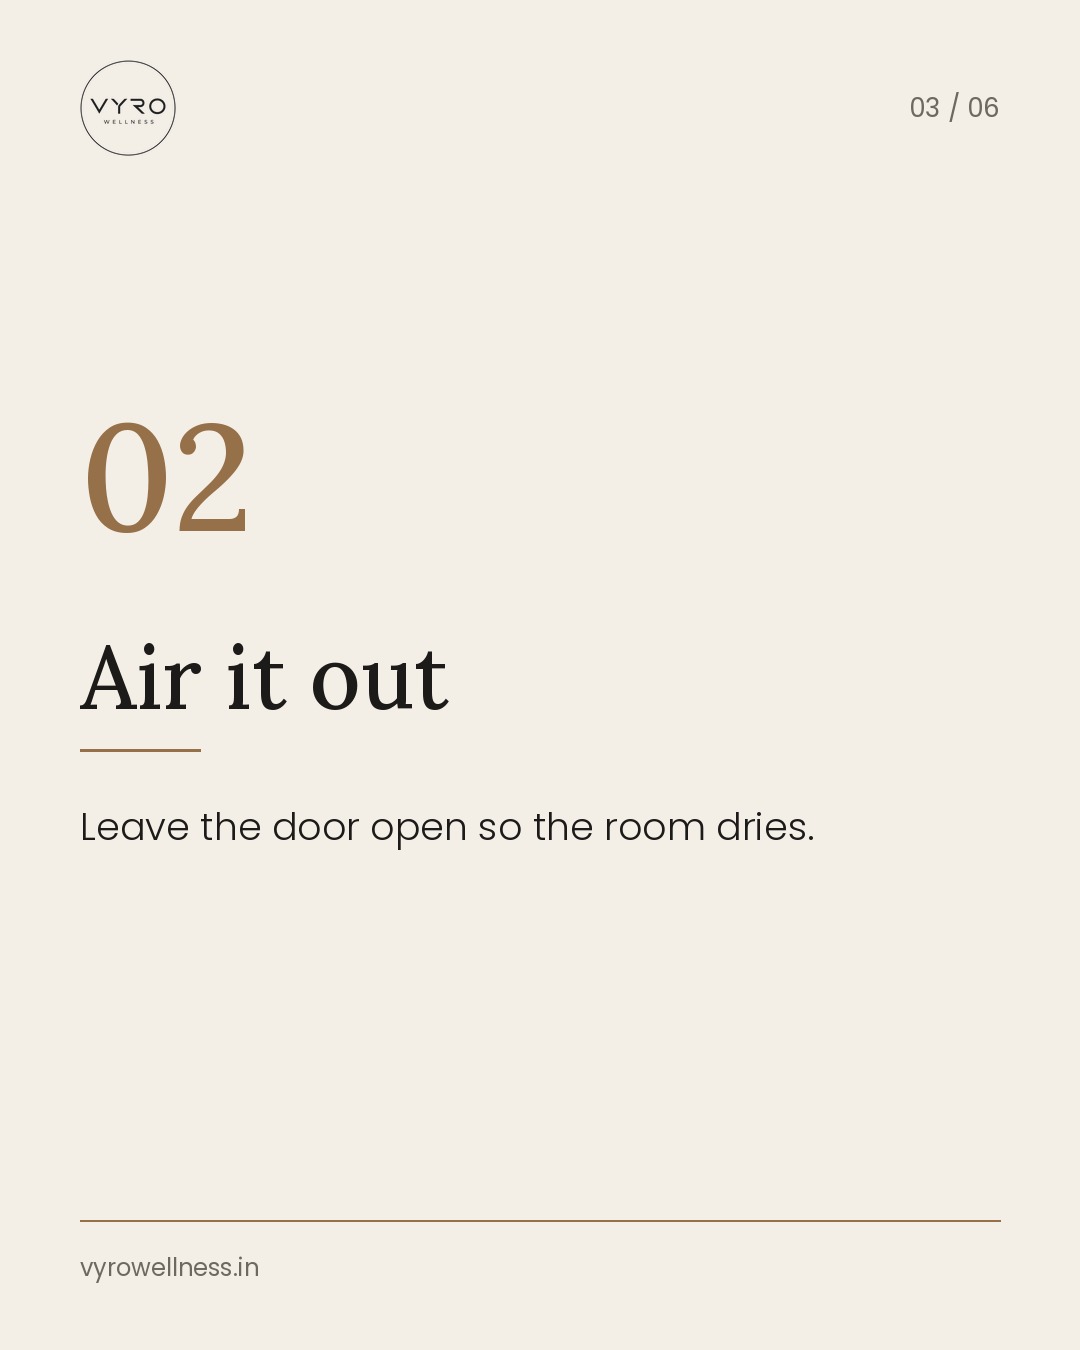 VYRO
WELLNESS
03 / 06
02
Air it out
Leave the door open so the room dries.
vyrowellness.in